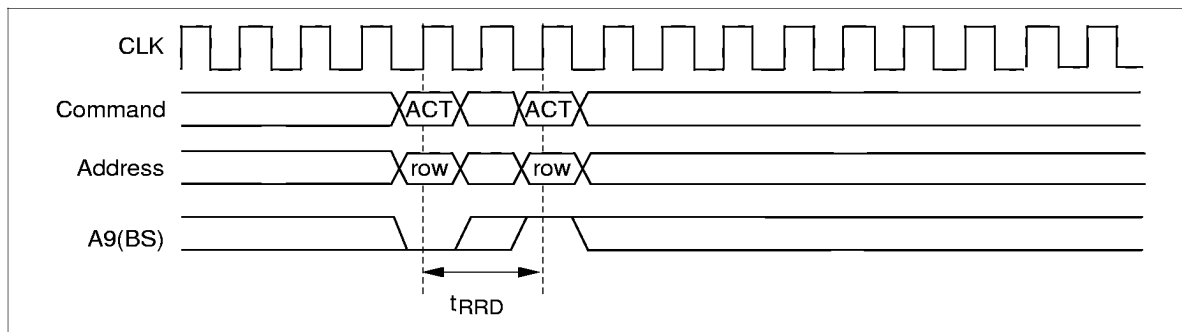 CLK
Command
ACT
ACT
Address
row
row
A9(BS)
tRRD